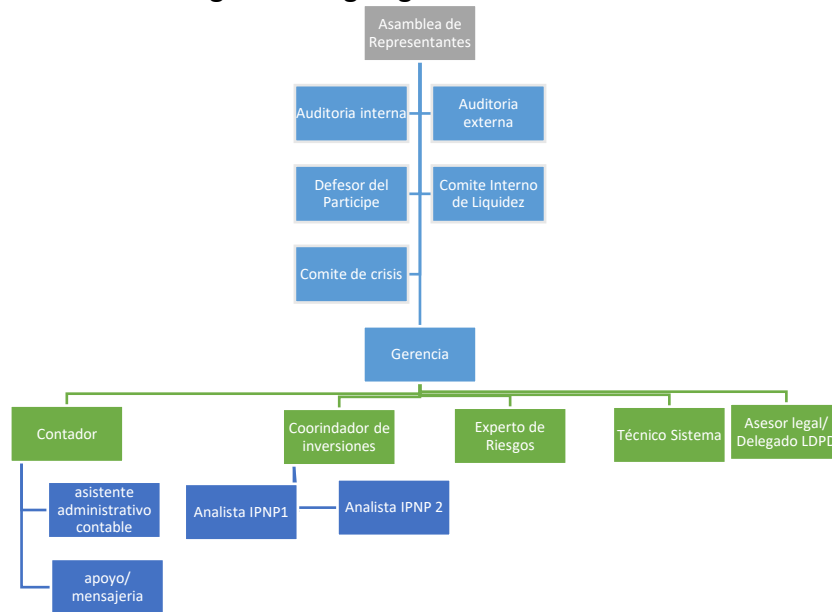 Asamblea de
Representantes
Auditoria interna
Auditoria
externa
Defesor del
Participe
Comite Interno
de Liquidez
Comite de crisis
Gerencia
Contador
Coorindador de
inversiones
Experto de
Riesgos
Técnico Sistema
Asesor legal/
Delegado LDPD
asistente
administrativo
contable
Analista IPNP1
Analista IPNP 2
apoyo/
mensajeria